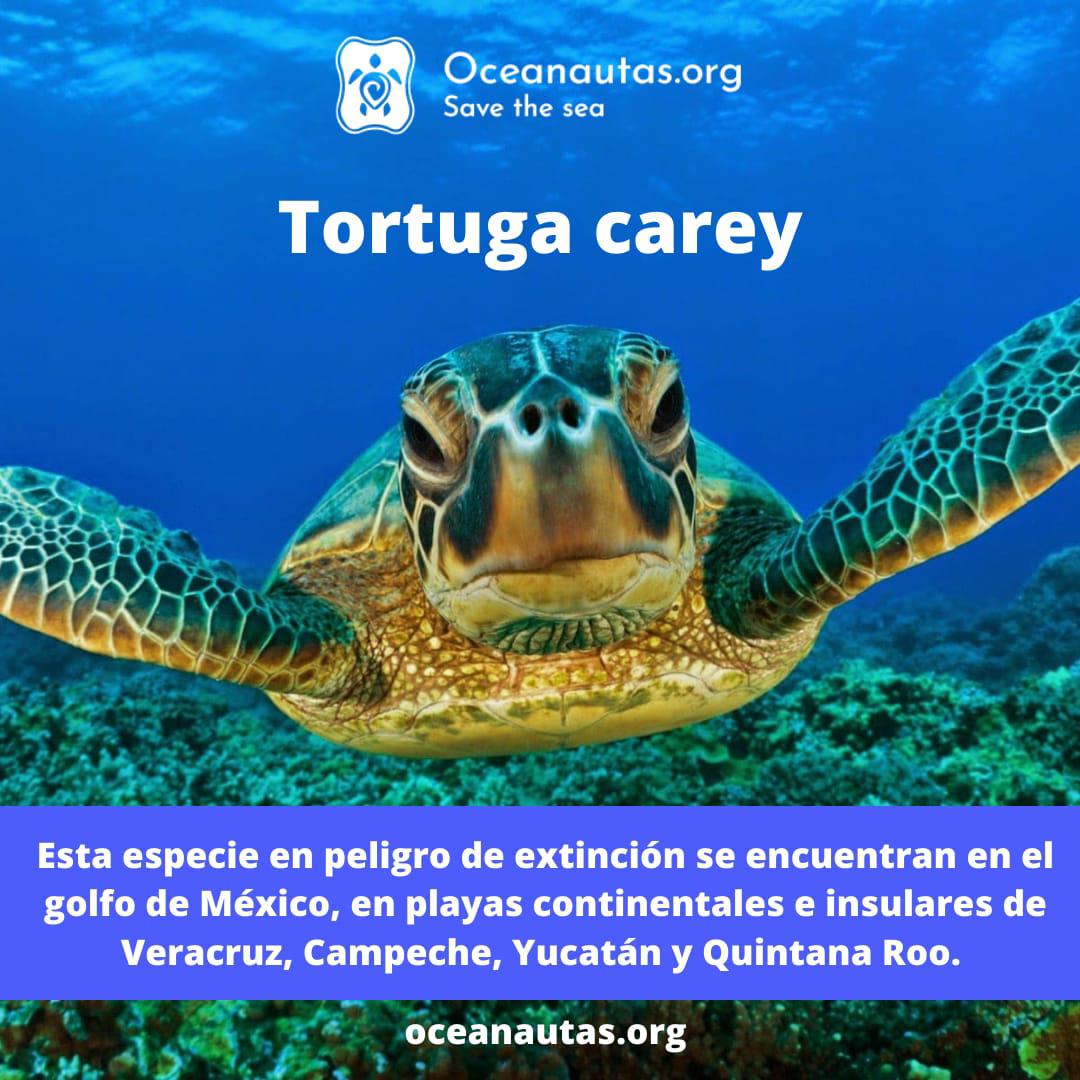 Oceanautas.org
Save the sea
Tortuga carey
Esta especie en peligro de extinción se encuentran en el
golfo de México, en playas continentales e insulares de
Veracruz, Campeche, Yucatán y Quintana Roo.
oceanautas.org